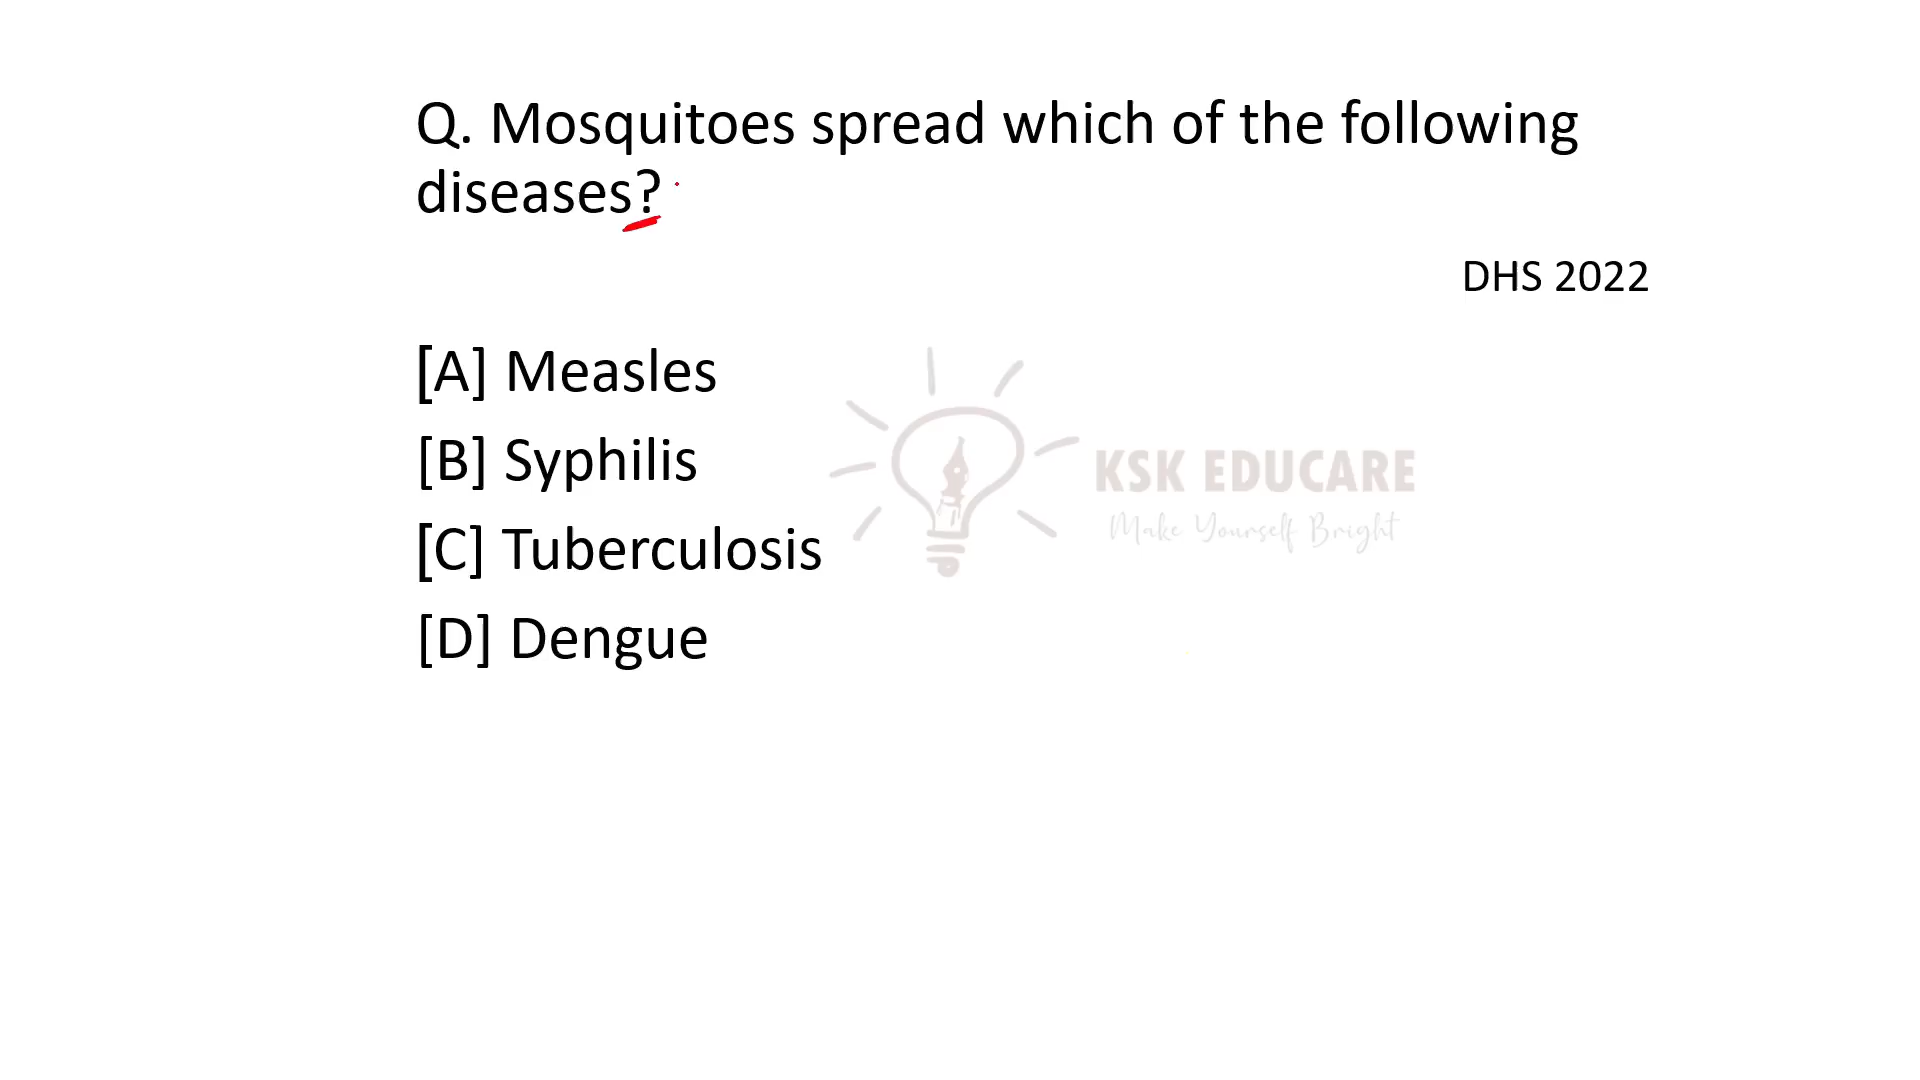 Q. Mosquitoes spread which of the following
diseases?
DHS 2022
[A] Measles
[B] Syphilis
[C] Tuberculosis
[D] Dengue
KSK EDUCARE
Make Yourself Bright